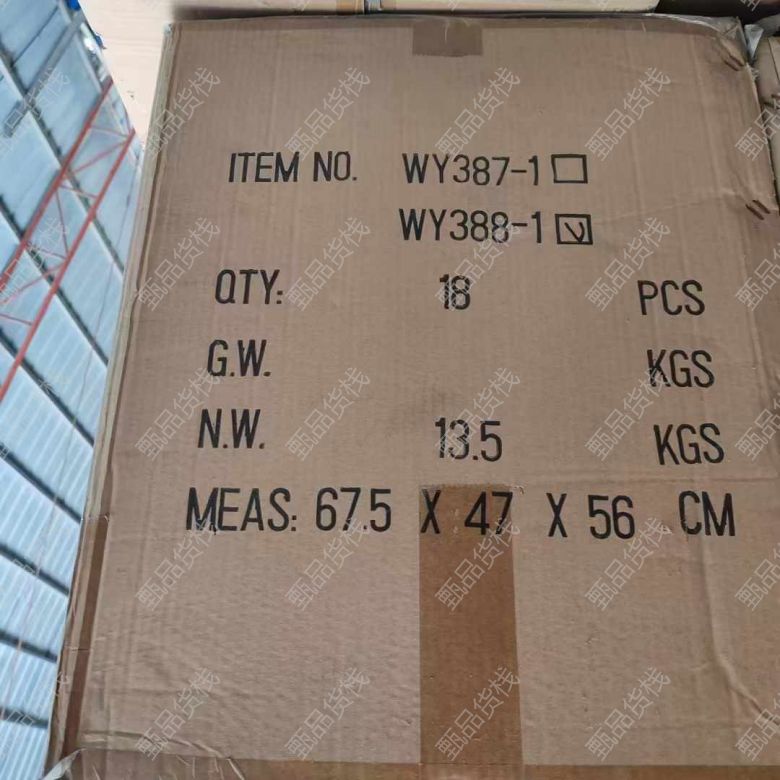 ITEM NO. WY387-1 □
WY388-1 ☑
QTY: 18 PCS
G.W. KGS
N.W. 13.5 KGS
MEAS: 67.5 X 47 X 56 CM
甄品货栈